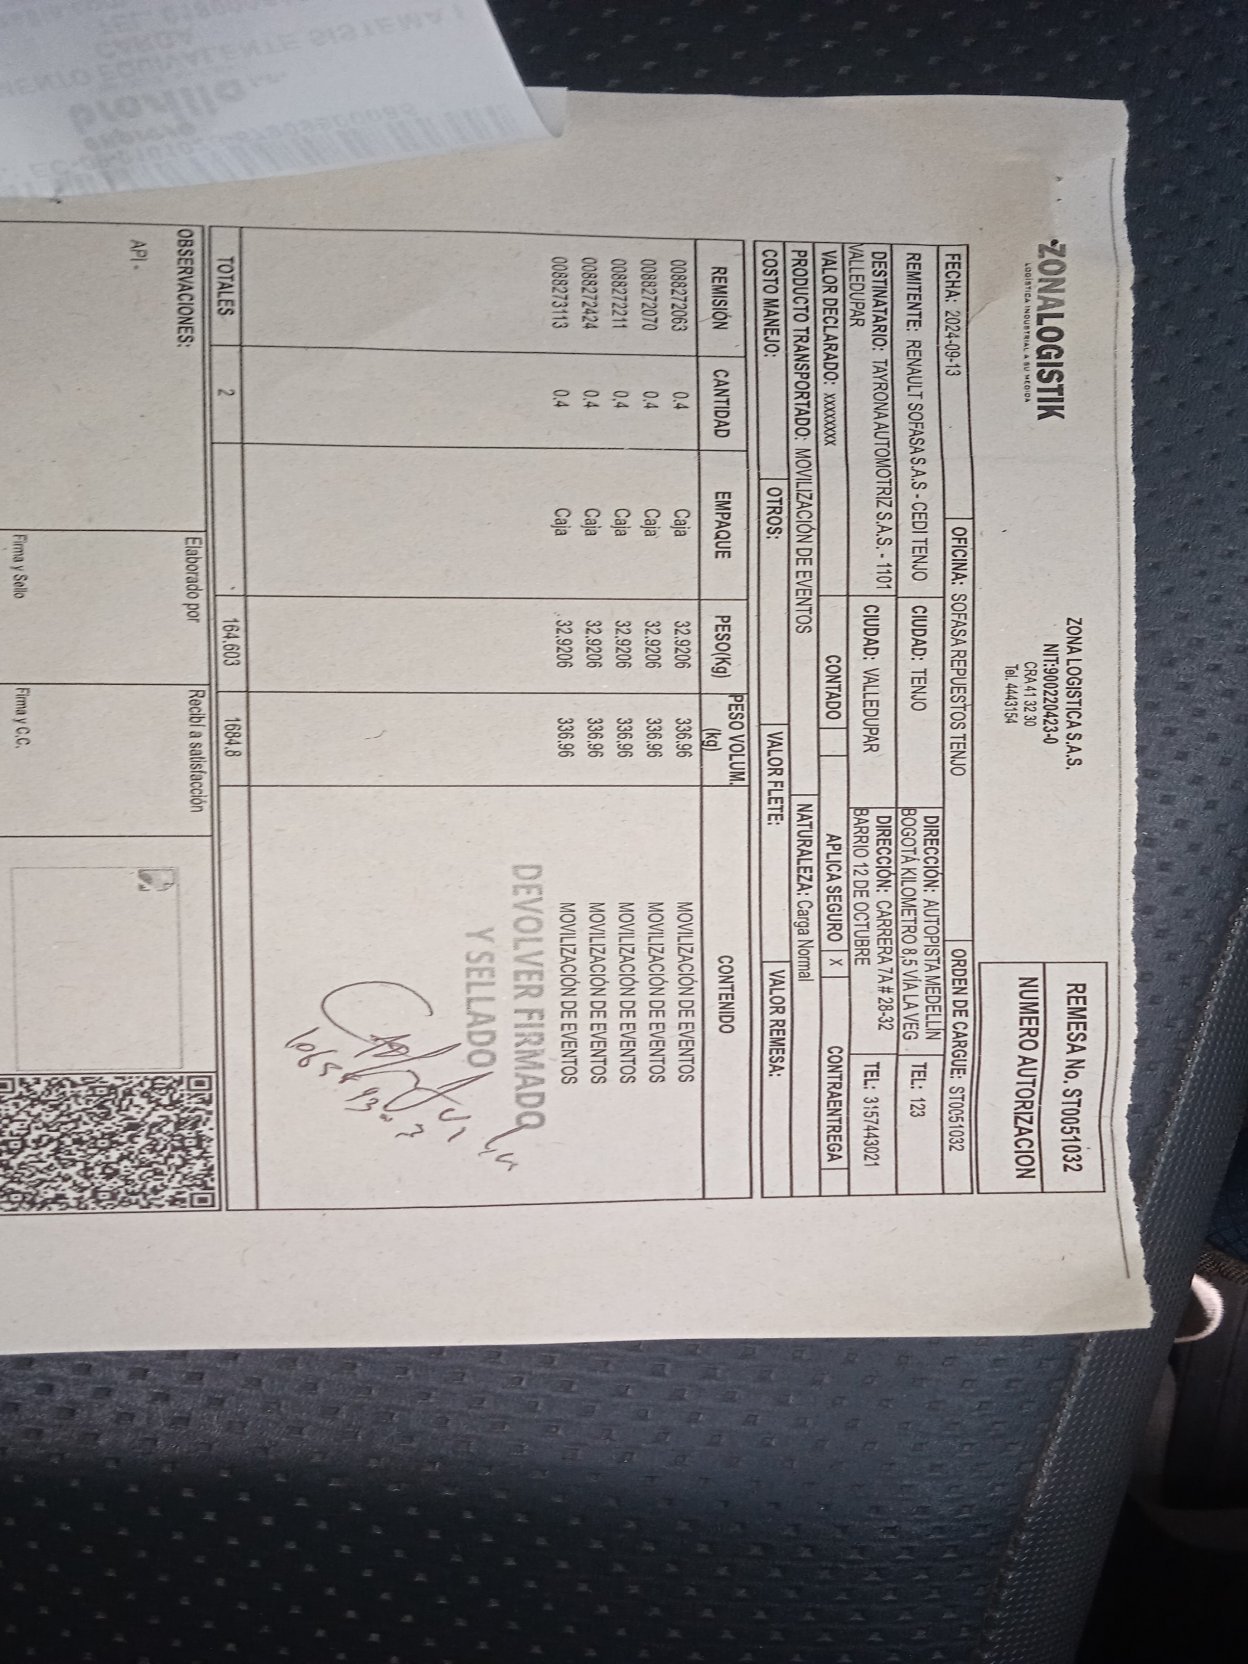 ZONALOGISTIK
LOGÍSTICA INDUSTRIAL A SU MEDIDA
ZONA LOGISTICA S.A.S.
NIT:900220423-0
CRA 41 32 30
Tel. 4443154
REMESA No. ST0051032
NUMERO AUTORIZACION
FECHA: 2024-09-13 OFICINA: SOFASA REPUESTOS TENJO ORDEN DE CARGUE: ST0051032
REMITENTE: RENAULT SOFASA S.A.S - CEDI TENJO CIUDAD: TENJO DIRECCIÓN: AUTOPISTA MEDELLÍN BOGOTÁ KILOMETRO 8,5 VÍA LA VEG TEL: 123
DESTINATARIO: TAYRONA AUTOMOTRIZ S.A.S. - 1101 VALLEDUPAR CIUDAD: VALLEDUPAR DIRECCIÓN: CARRERA 7A # 28-32 BARRIO 12 DE OCTUBRE TEL: 3157443021
VALOR DECLARADO: xxxxxxxx CONTADO APLICA SEGURO X CONTRAENTREGA
PRODUCTO TRANSPORTADO: MOVILIZACIÓN DE EVENTOS NATURALEZA: Carga Normal
COSTO MANEJO: OTROS: VALOR FLETE: VALOR REMESA:
REMISIÓN CANTIDAD EMPAQUE PESO(Kg) PESO VOLUM. (kg) CONTENIDO
0088272063 0.4 Caja 32.9206 336.96 MOVILIZACIÓN DE EVENTOS
0088272070 0.4 Caja 32.9206 336.96 MOVILIZACIÓN DE EVENTOS
0088272211 0.4 Caja 32.9206 336.96 MOVILIZACIÓN DE EVENTOS
0088272424 0.4 Caja 32.9206 336.96 MOVILIZACIÓN DE EVENTOS
0088273113 0.4 Caja 32.9206 336.96 MOVILIZACIÓN DE EVENTOS
DEVOLVER FIRMADO
Y SELLADO
TOTALES 2 164.603 1684.8
OBSERVACIONES: Elaborado por Recibí a satisfacción
API -
Firma y Sello Firma y C.C.